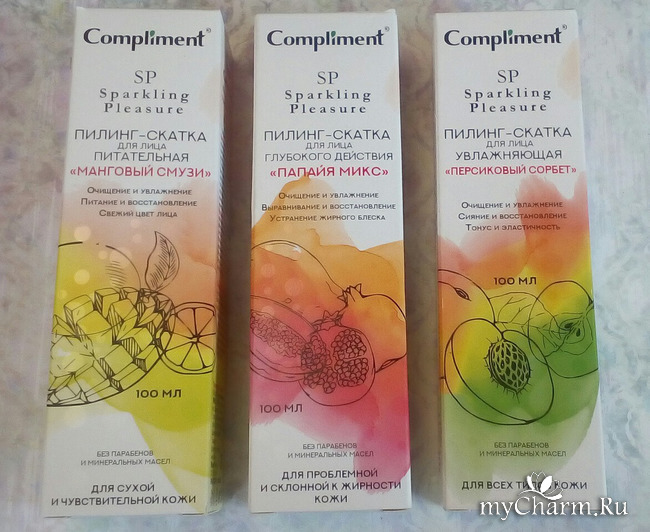 Compliment®
SP
Sparkling
Pleasure
ПИЛИНГ-СКАТКА
ДЛЯ ЛИЦА
ПИТАТЕЛЬНАЯ
«МАНГОВЫЙ СМУЗИ»
Очищение и увлажнение
Питание и восстановление
Свежий цвет лица
100 МЛ
БЕЗ ПАРАБЕНОВ
И МИНЕРАЛЬНЫХ МАСЕЛ
ДЛЯ СУХОЙ
И ЧУВСТВИТЕЛЬНОЙ КОЖИ
Compliment®
SP
Sparkling
Pleasure
ПИЛИНГ-СКАТКА
ДЛЯ ЛИЦА
ГЛУБОКОГО ДЕЙСТВИЯ
«ПАПАЙЯ МИКС»
Очищение и увлажнение
Выравнивание и восстановление
Устранение жирного блеска
100 МЛ
БЕЗ ПАРАБЕНОВ
И МИНЕРАЛЬНЫХ МАСЕЛ
ДЛЯ ПРОБЛЕМНОЙ
И СКЛОННОЙ К ЖИРНОСТИ
КОЖИ
Compliment®
SP
Sparkling
Pleasure
ПИЛИНГ-СКАТКА
ДЛЯ ЛИЦА
УВЛАЖНЯЮЩАЯ
«ПЕРСИКОВЫЙ СОРБЕТ»
Очищение и увлажнение
Сияние и восстановление
Тонус и эластичность
100 МЛ
БЕЗ ПАРАБЕНОВ
И МИНЕРАЛЬНЫХ МАСЕЛ
ДЛЯ ВСЕХ ТИПОВ КОЖИ
myCharm.Ru